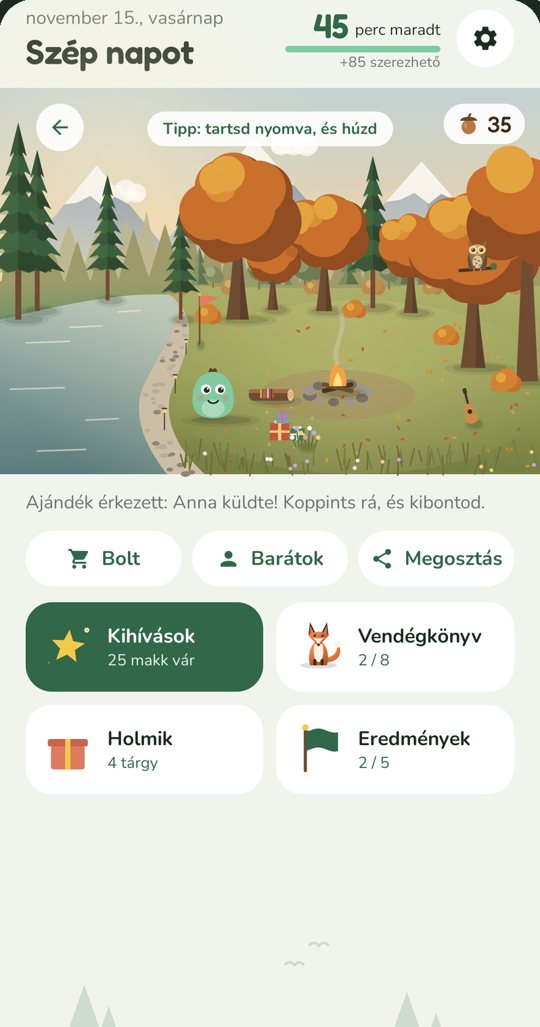 november 15., vasárnap
Szép napot
45 perc maradt
+85 szerezhető
Tipp: tartsd nyomva, és húzd
35
Ajándék érkezett: Anna küldte! Koppints rá, és kibontod.
Bolt
Barátok
Megosztás
Kihívások
25 makk vár
Vendégkönyv
2 / 8
Holmik
4 tárgy
Eredmények
2 / 5